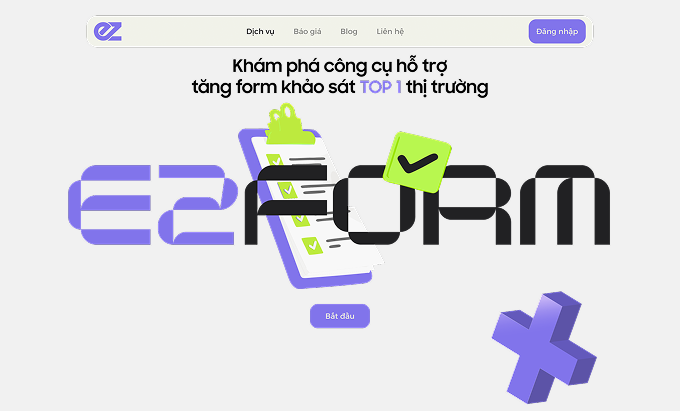 ez
Dịch vụ
Báo giá
Blog
Liên hệ
Đăng nhập
Khám phá công cụ hỗ trợ
tăng form khảo sát TOP 1 thị trường
EZFORM
Bắt đầu